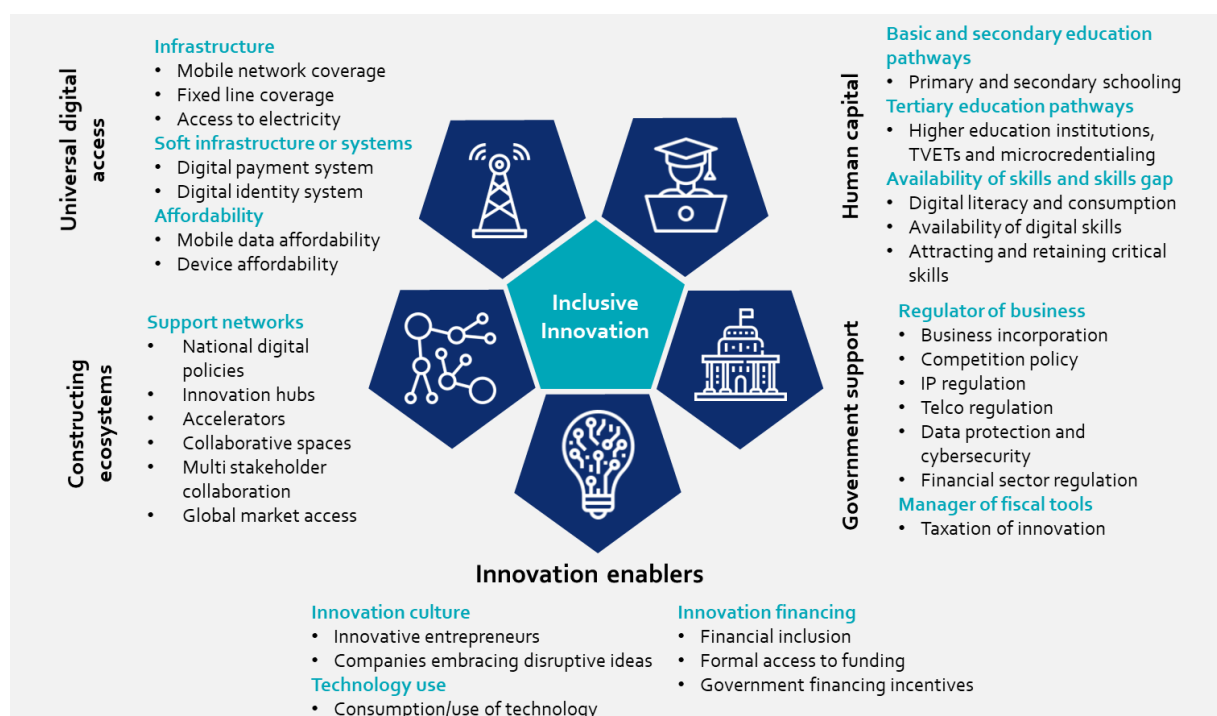 Universal digital
access
Infrastructure
• Mobile network coverage
• Fixed line coverage
• Access to electricity
Soft infrastructure or systems
• Digital payment system
• Digital identity system
Affordability
• Mobile data affordability
• Device affordability
Human capital
Basic and secondary education
pathways
• Primary and secondary schooling
Tertiary education pathways
• Higher education institutions,
TVETs and microcredentialing
Availability of skills and skills gap
• Digital literacy and consumption
• Availability of digital skills
• Attracting and retaining critical
skills
Inclusive
Innovation
Constructing
ecosystems
Support networks
• National digital
policies
• Innovation hubs
• Accelerators
• Collaborative spaces
• Multi stakeholder
collaboration
• Global market access
Government support
Regulator of business
• Business incorporation
• Competition policy
• IP regulation
• Telco regulation
• Data protection and
cybersecurity
• Financial sector regulation
Manager of fiscal tools
• Taxation of innovation
Innovation enablers
Innovation culture
• Innovative entrepreneurs
• Companies embracing disruptive ideas
Technology use
• Consumption/use of technology
Innovation financing
• Financial inclusion
• Formal access to funding
• Government financing incentives